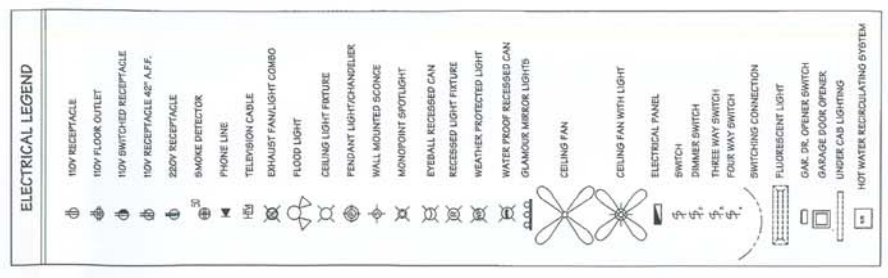 ELECTRICAL LEGEND
110V RECEPTACLE
110V FLOOR OUTLET
110V SWITCHED RECEPTACLE
110V RECEPTACLE 42" A.F.F.
220V RECEPTACLE
SD SMOKE DETECTOR
PHONE LINE
TELEVISION CABLE
EXHAUST FAN/LIGHT COMBO
FLOOD LIGHT
CEILING LIGHT FIXTURE
PENDANT LIGHT/CHANDELIER
WALL MOUNTED SCONCE
MONOPOINT SPOTLIGHT
EYEBALL RECESSED CAN
RECESSED LIGHT FIXTURE
WEATHER PROTECTED LIGHT
WATER PROOF RECESSED CAN
GLAMOUR MIRROR LIGHTS
CEILING FAN
CEILING FAN WITH LIGHT
ELECTRICAL PANEL
SWITCH
DIMMER SWITCH
THREE WAY SWITCH
FOUR WAY SWITCH
SWITCHING CONNECTION
FLUORESCENT LIGHT
GAR. DR. OPENER SWITCH
GARAGE DOOR OPENER
UNDER CAB LIGHTING
HOT WATER RECIRCULATING SYSTEM